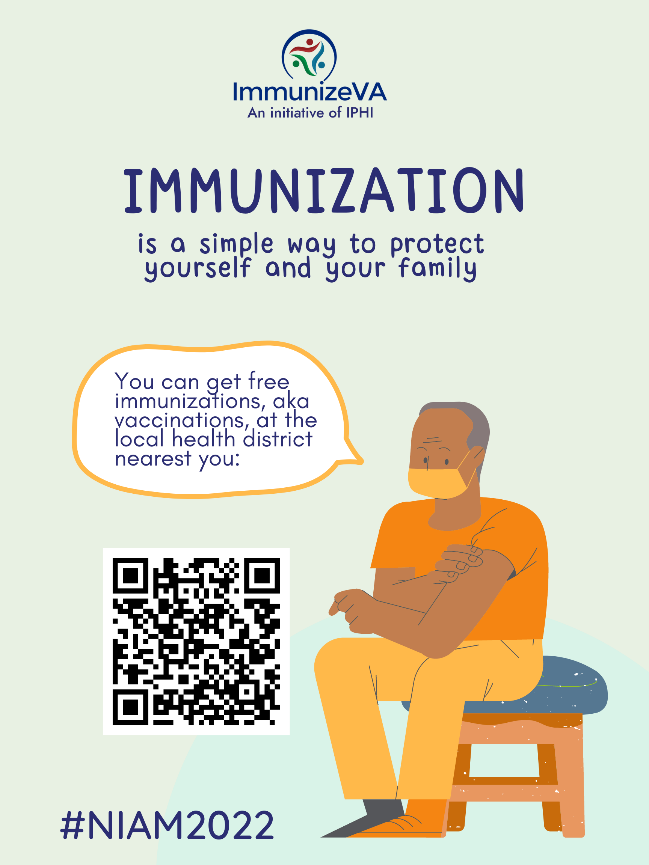 ImmunizeVA
An initiative of IPHI
IMMUNIZATION
is a simple way to protect
yourself and your family
You can get free
immunizations, aka
vaccinations, at the
local health district
nearest you:
#NIAM2022